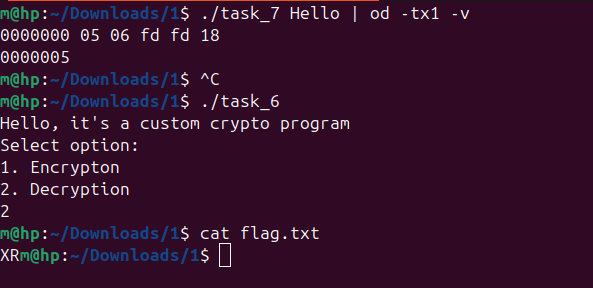 m@hp:~/Downloads/1$ ./task_7 Hello | od -tx1 -v
0000000 05 06 fd fd 18
0000005
m@hp:~/Downloads/1$ ^C
m@hp:~/Downloads/1$ ./task_6
Hello, it's a custom crypto program
Select option:
1. Encrypton
2. Decryption
2
m@hp:~/Downloads/1$ cat flag.txt
XRm@hp:~/Downloads/1$